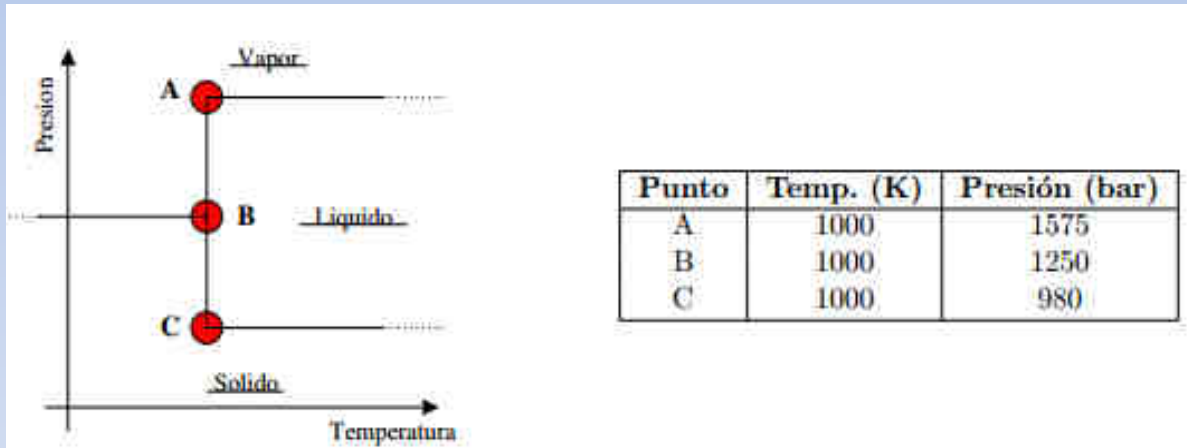 Vapor
A
Presion
B
Liquido
C
Solido
Temperatura
Punto Temp. (K) Presión (bar)
A 1000 1575
B 1000 1250
C 1000 980